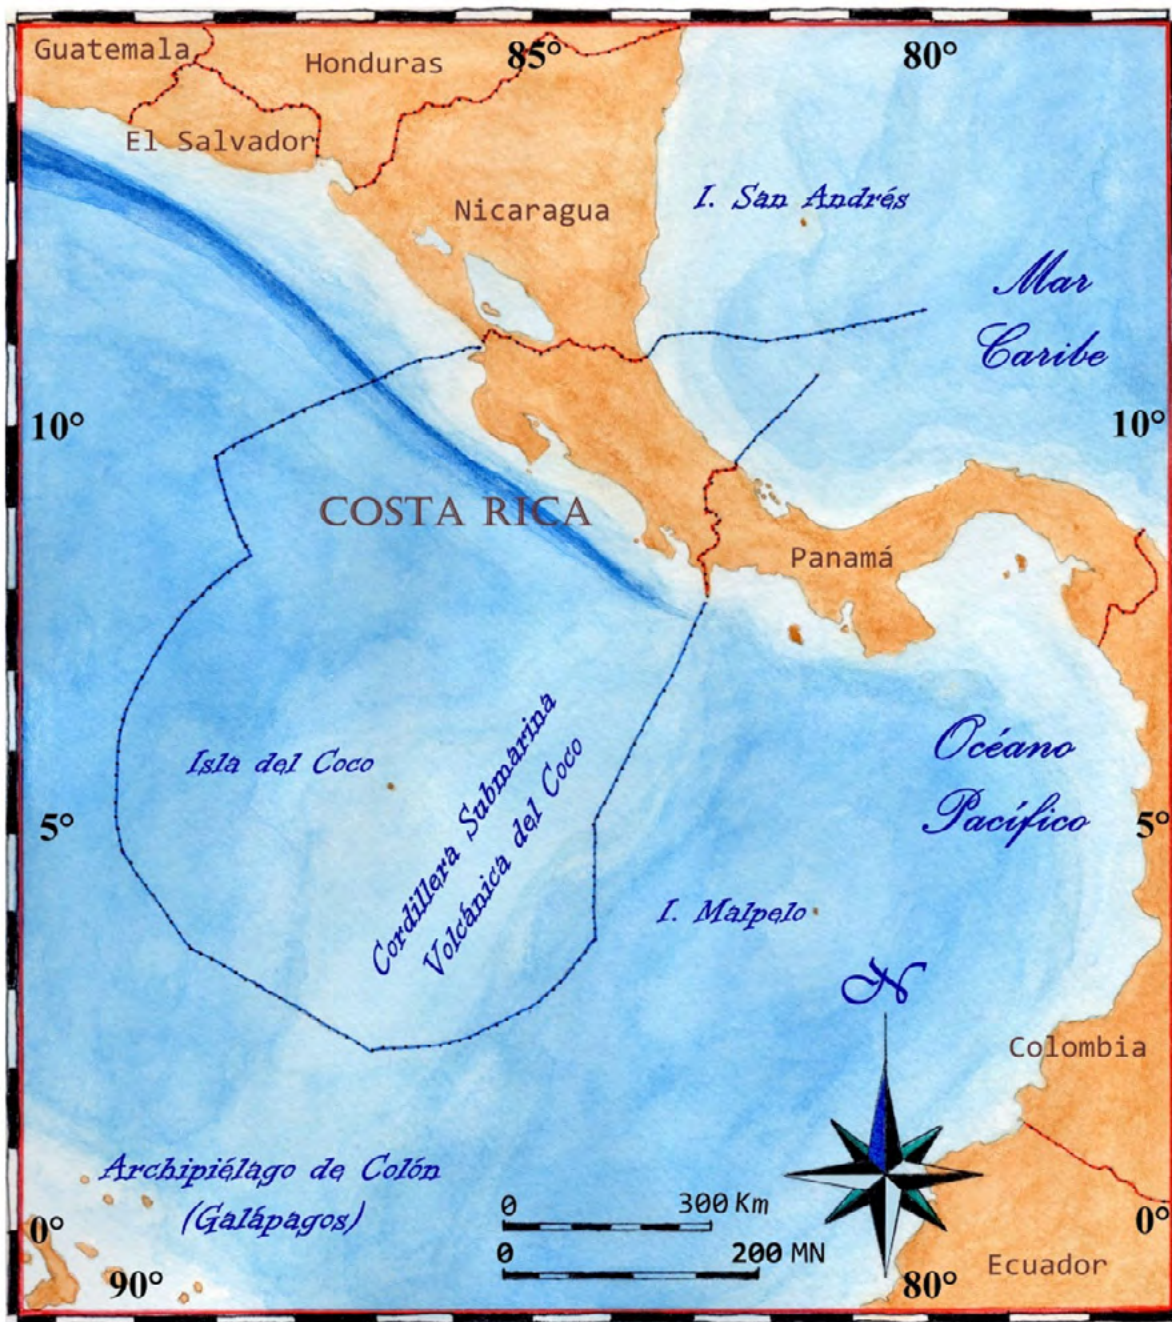 Guatemala
Honduras
85°
80°
El Salvador
Nicaragua
I. San Andrés
Mar
Caribe
10°
10°
COSTA RICA
Panamá
Isla del Coco
Cordillera Submarina
Volcánica del Coco
Océano
Pacífico
5°
5°
I. Malpelo
N
Colombia
Archipiélago de Colón
(Galápagos)
0 300 Km
0 200 MN
0°
0°
90°
80°
Ecuador